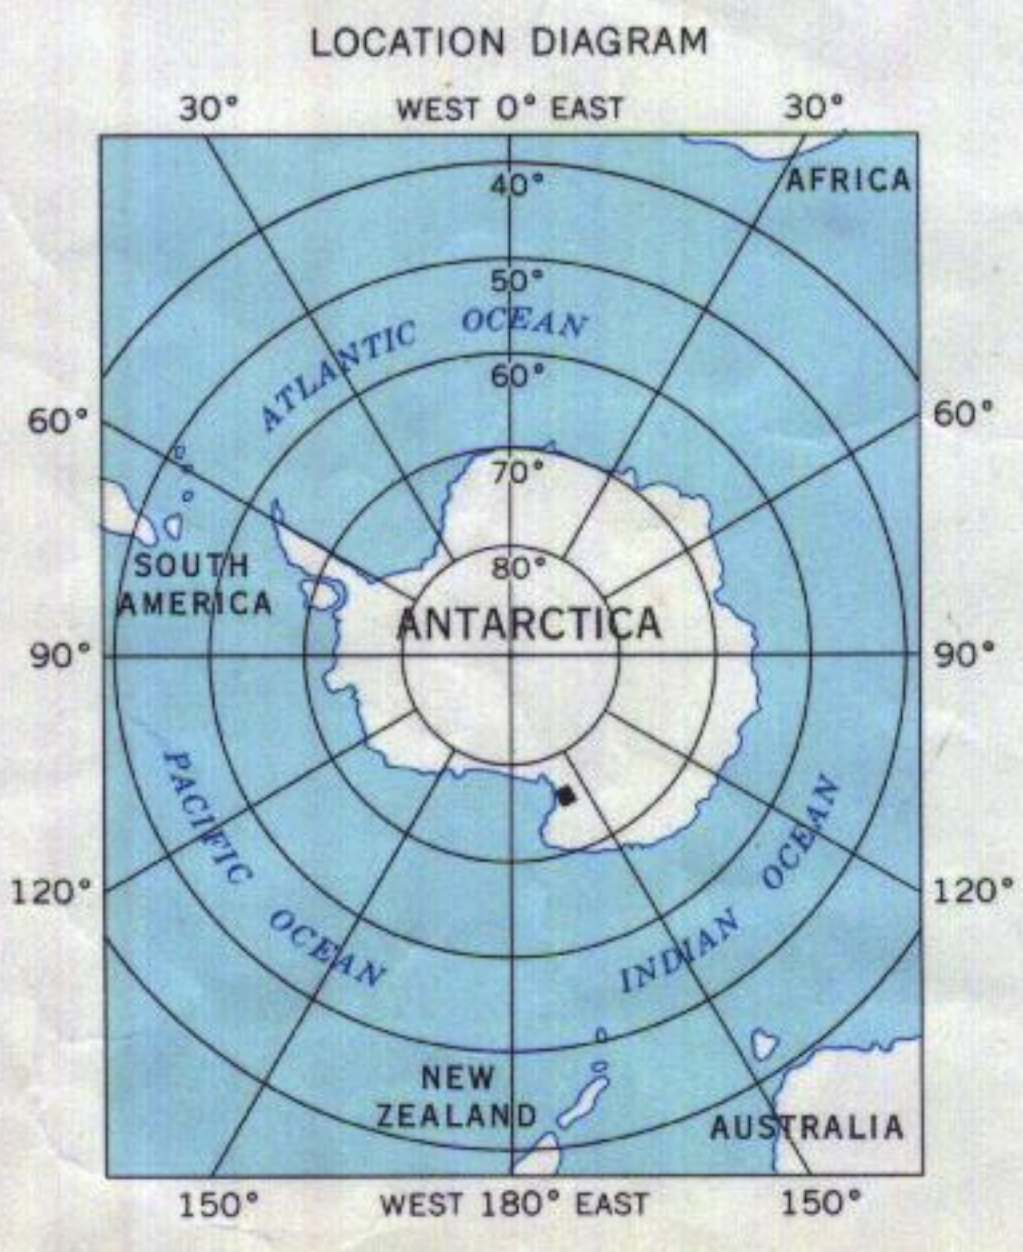 LOCATION DIAGRAM
30° WEST 0° EAST 30°
AFRICA
40°
50°
ATLANTIC OCEAN
60°
60° 60°
70°
SOUTH
AMERICA
80°
ANTARCTICA
90° 90°
PACIFIC OCEAN
INDIAN OCEAN
120° 120°
NEW
ZEALAND
AUSTRALIA
150° WEST 180° EAST 150°